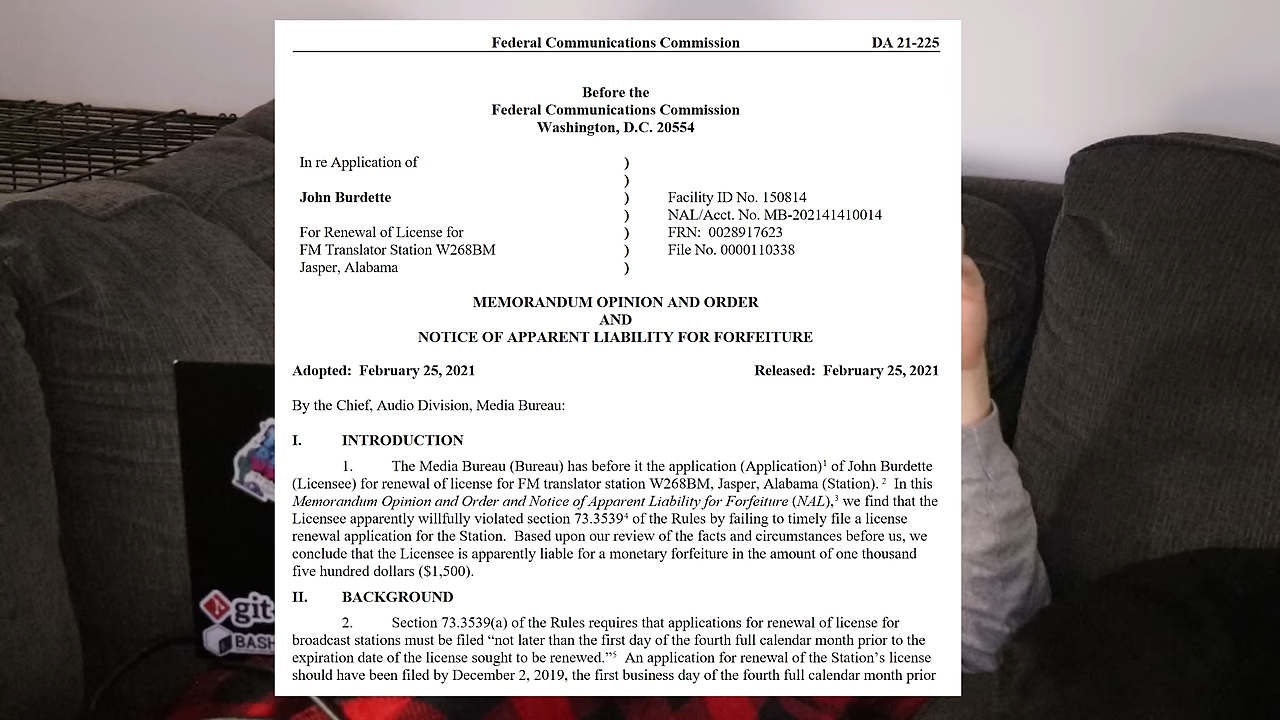 Federal Communications Commission DA 21-225
Before the
Federal Communications Commission
Washington, D.C. 20554
In re Application of )
)
John Burdette ) Facility ID No. 150814
) NAL/Acct. No. MB-202141410014
For Renewal of License for ) FRN: 0028917623
FM Translator Station W268BM ) File No. 0000110338
Jasper, Alabama )
MEMORANDUM OPINION AND ORDER
AND
NOTICE OF APPARENT LIABILITY FOR FORFEITURE
Adopted: February 25, 2021 Released: February 25, 2021
By the Chief, Audio Division, Media Bureau:
I. INTRODUCTION
1. The Media Bureau (Bureau) has before it the application (Application)1 of John Burdette
(Licensee) for renewal of license for FM translator station W268BM, Jasper, Alabama (Station). 2 In this
Memorandum Opinion and Order and Notice of Apparent Liability for Forfeiture (NAL),3 we find that the
Licensee apparently willfully violated section 73.35394 of the Rules by failing to timely file a license
renewal application for the Station. Based upon our review of the facts and circumstances before us, we
conclude that the Licensee is apparently liable for a monetary forfeiture in the amount of one thousand
five hundred dollars ($1,500).
II. BACKGROUND
2. Section 73.3539(a) of the Rules requires that applications for renewal of license for
broadcast stations must be filed “not later than the first day of the fourth full calendar month prior to the
expiration date of the license sought to be renewed.”5 An application for renewal of the Station’s license
should have been filed by December 2, 2019, the first business day of the fourth full calendar month prior
git
BASH